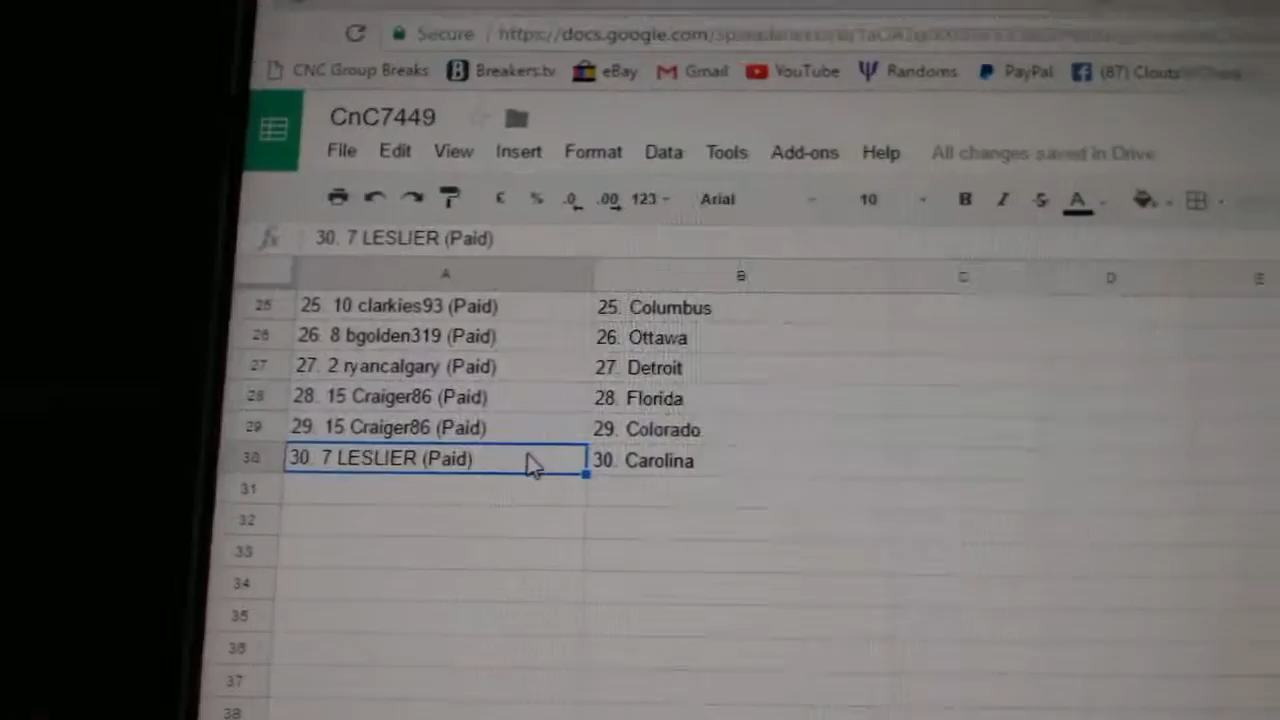 Secure https://docs.google.com/
CNC Group Breaks Breakers.tv eBay Gmail YouTube Randoms PayPal (87) Clouts
CnC7449
File Edit View Insert Format Data Tools Add-ons Help All changes saved in Drive
£ % .0 .00 123 Arial 10 B I S A
fx 30. 7 LESLIER (Paid)
A B C D E
25 25. 10 clarkies93 (Paid) 25. Columbus
26 26. 8 bgolden319 (Paid) 26. Ottawa
27 27. 2 ryancalgary (Paid) 27. Detroit
28 28. 15 Craiger86 (Paid) 28. Florida
29 29. 15 Craiger86 (Paid) 29. Colorado
30 30. 7 LESLIER (Paid) 30. Carolina
31
32
33
34
35
36
37
38